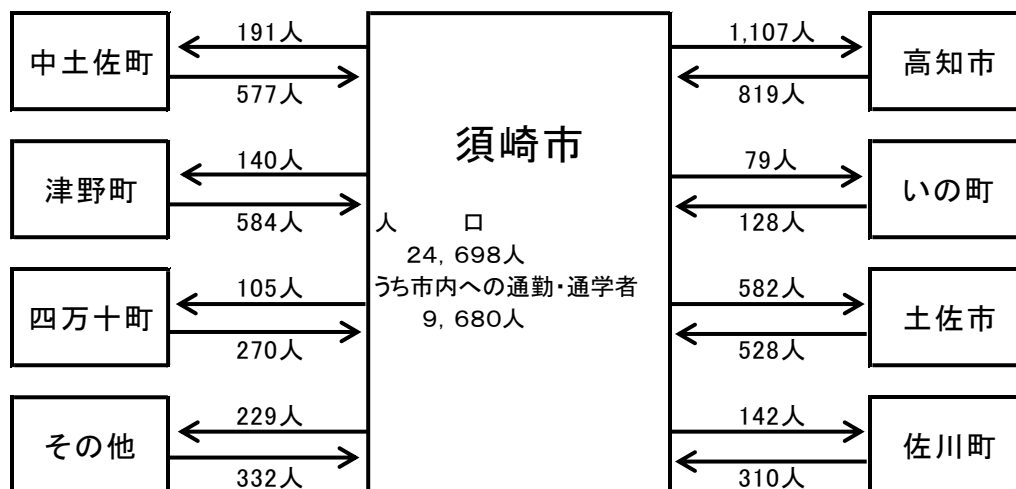 中土佐町
191人
577人
津野町
140人
584人
四万十町
105人
270人
その他
229人
332人
須崎市
人　　　口
24，698人
うち市内への通勤・通学者
9，680人
1,107人
819人
高知市
79人
128人
いの町
582人
528人
土佐市
142人
310人
佐川町